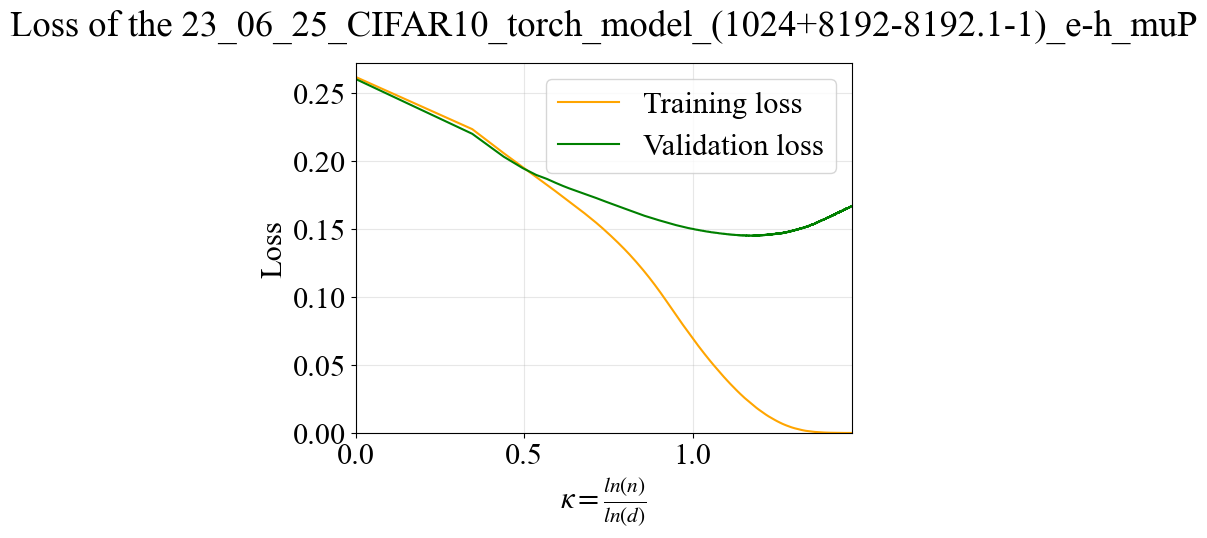 Loss of the 23_06_25_CIFAR10_torch_model_(1024+8192-8192.1-1)_e-h_muP
Training loss
Validation loss
0.25
0.20
0.15
0.10
0.05
0.00
Loss
0.0 0.5 1.0
κ = ln(n)/ln(d)